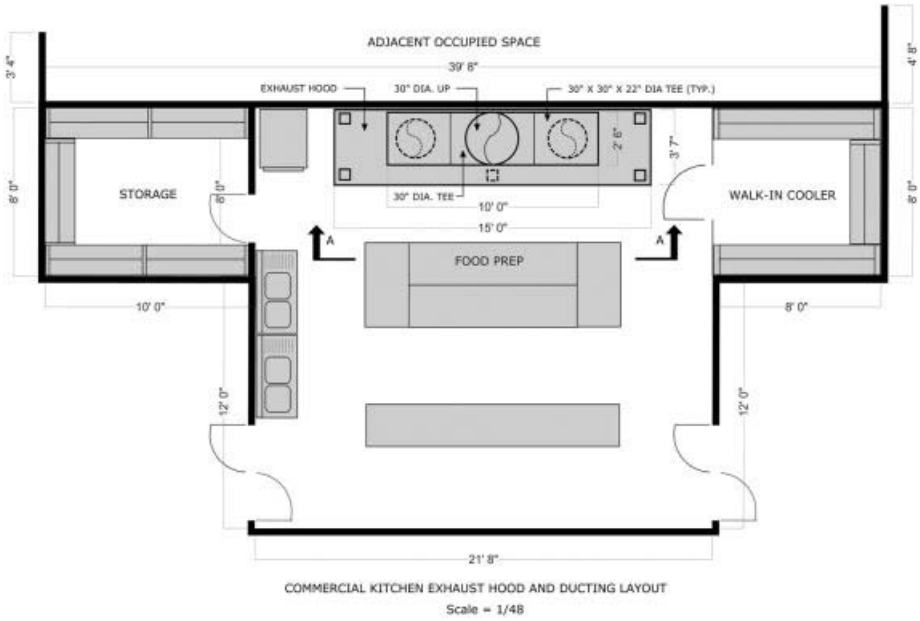 ADJACENT OCCUPIED SPACE
3' 4"
4' 8"
39' 8"
EXHAUST HOOD
30" DIA. UP
30" X 30" X 22" DIA TEE (TYP.)
2' 6"
3' 7"
8' 0"
STORAGE
8' 0"
30" DIA. TEE
WALK-IN COOLER
8' 0"
10' 0"
15' 0"
A
A
FOOD PREP
10' 0"
8' 0"
12' 0"
12' 0"
21' 8"
COMMERCIAL KITCHEN EXHAUST HOOD AND DUCTING LAYOUT
Scale = 1/48